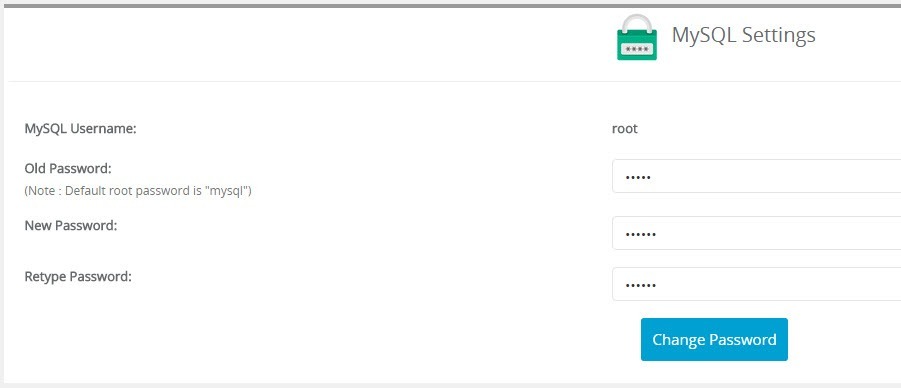 MySQL Settings
MySQL Username:
root
Old Password:
•••••
(Note : Default root password is "mysql")
New Password:
••••••
Retype Password:
••••••
Change Password